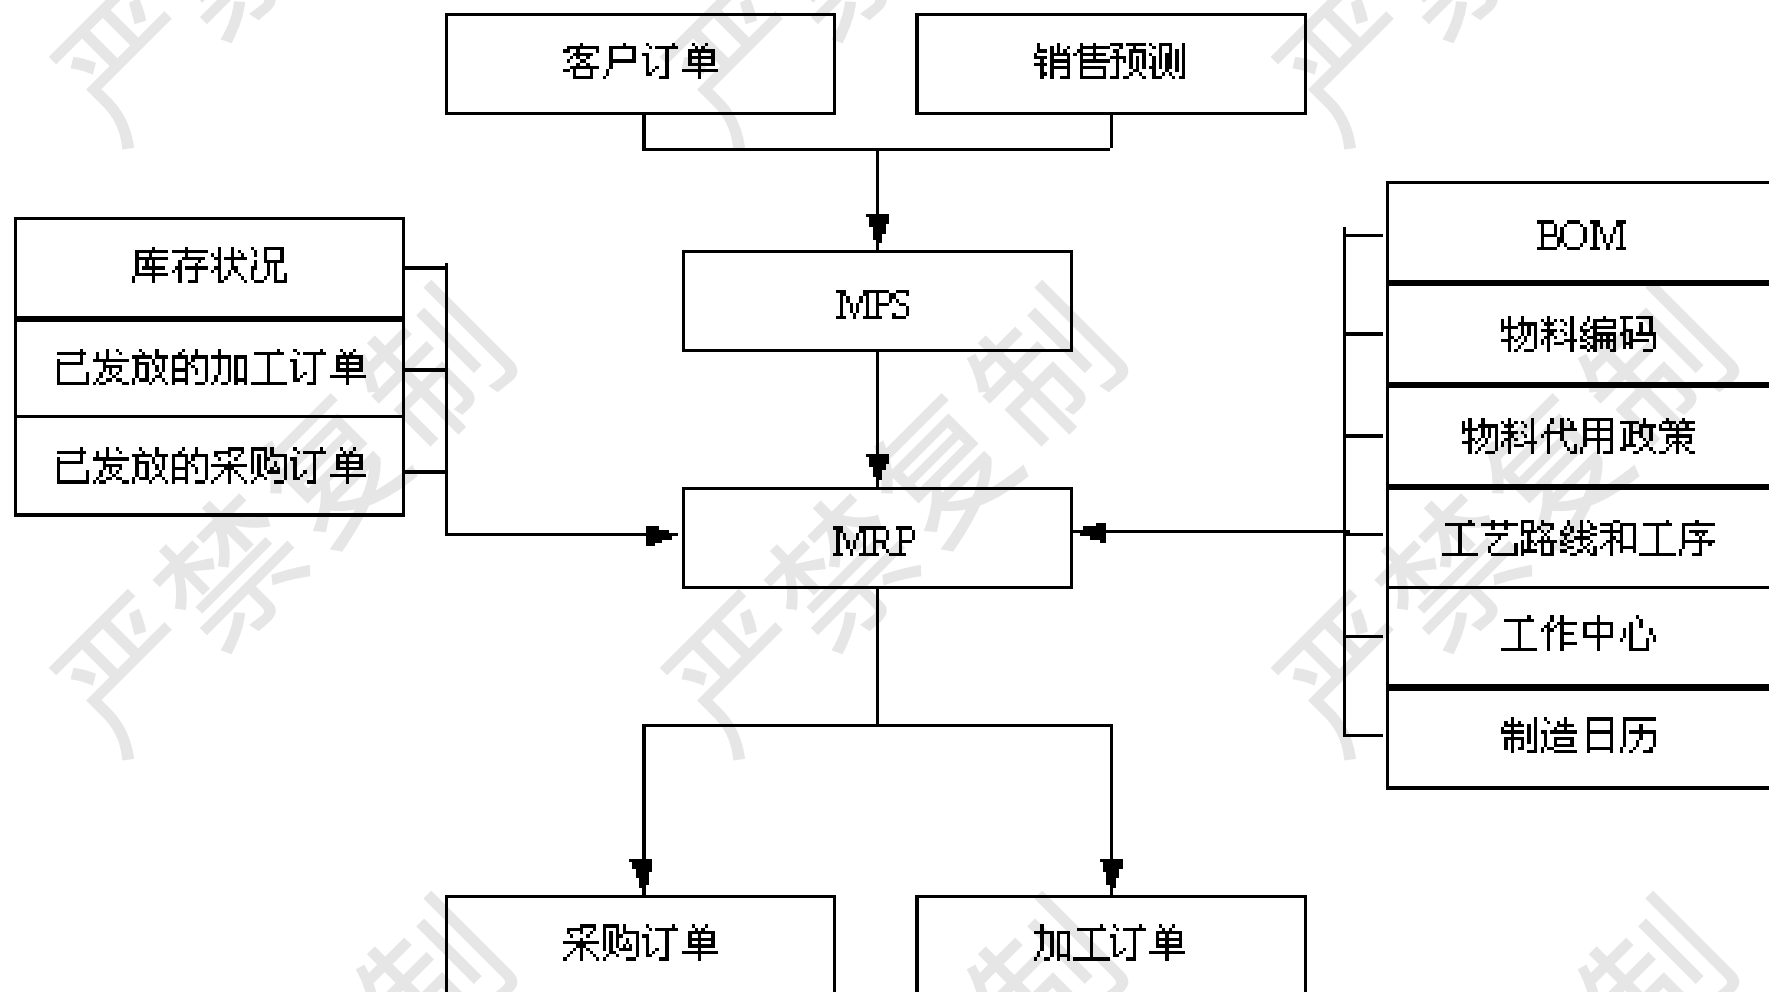 客户订单
销售预测
库存状况
已发放的加工订单
已发放的采购订单
MPS
MRP
BOM
物料编码
物料代用政策
工艺路线和工序
工作中心
制造日历
采购订单
加工订单
严禁复制
严禁复制
严禁复制